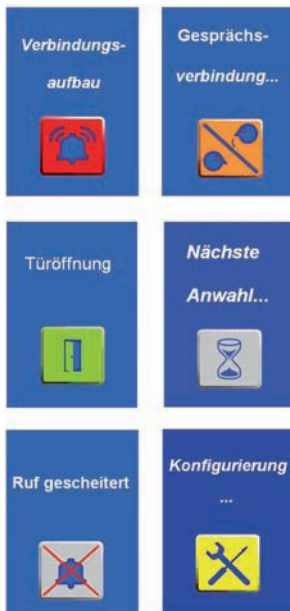 Verbindungs-
aufbau
Gesprächs-
verbindung...
Türöffnung
Nächste
Anwahl...
Ruf gescheitert
Konfigurierung
...